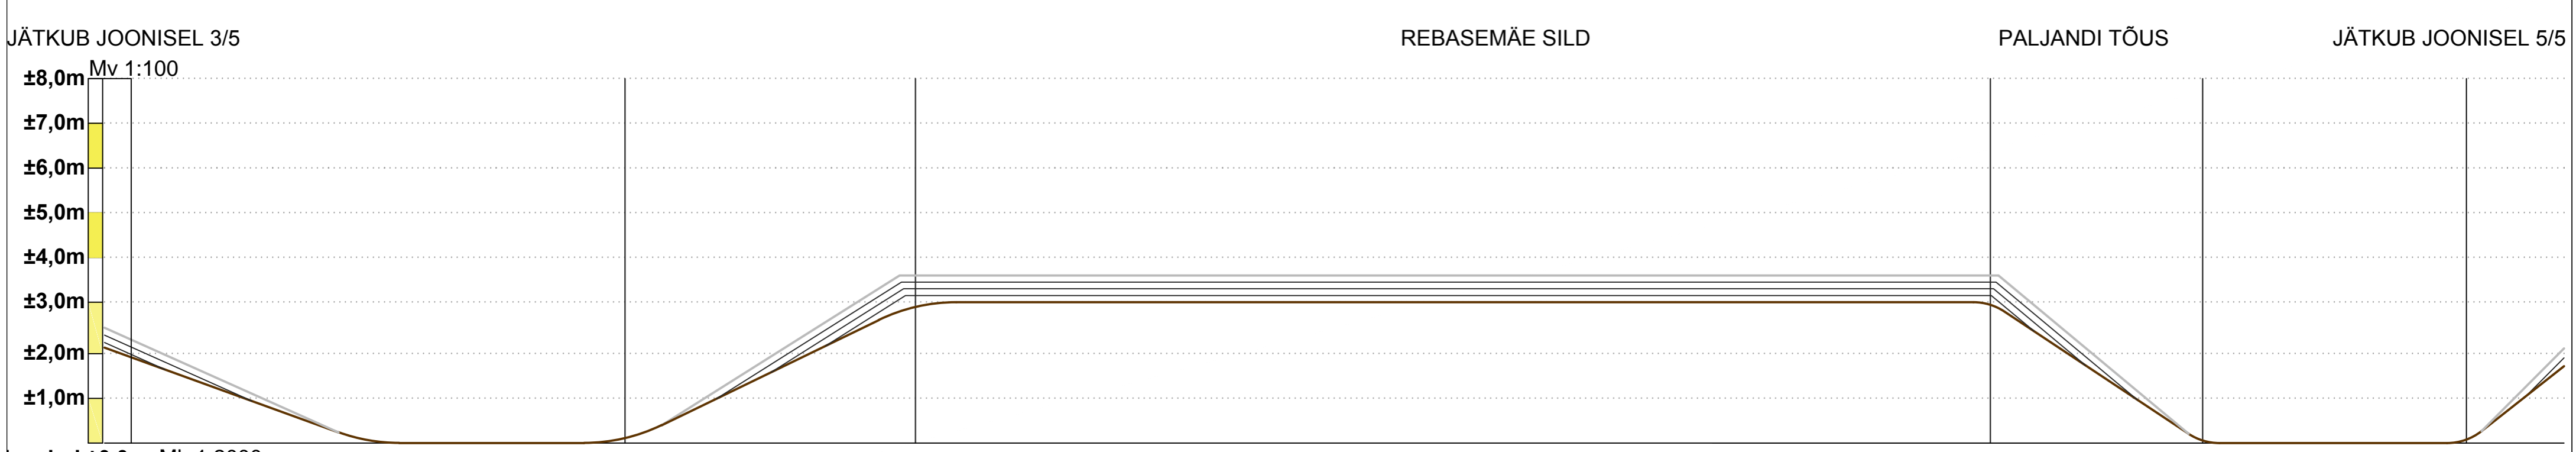 JÄTKUB JOONISEL 3/5 REBASEMÄE SILD PALJANDI TÕUS JÄTKUB JOONISEL 5/5
Mv 1:100
±8,0m
±7,0m
±6,0m
±5,0m
±4,0m
±3,0m
±2,0m
±1,0m